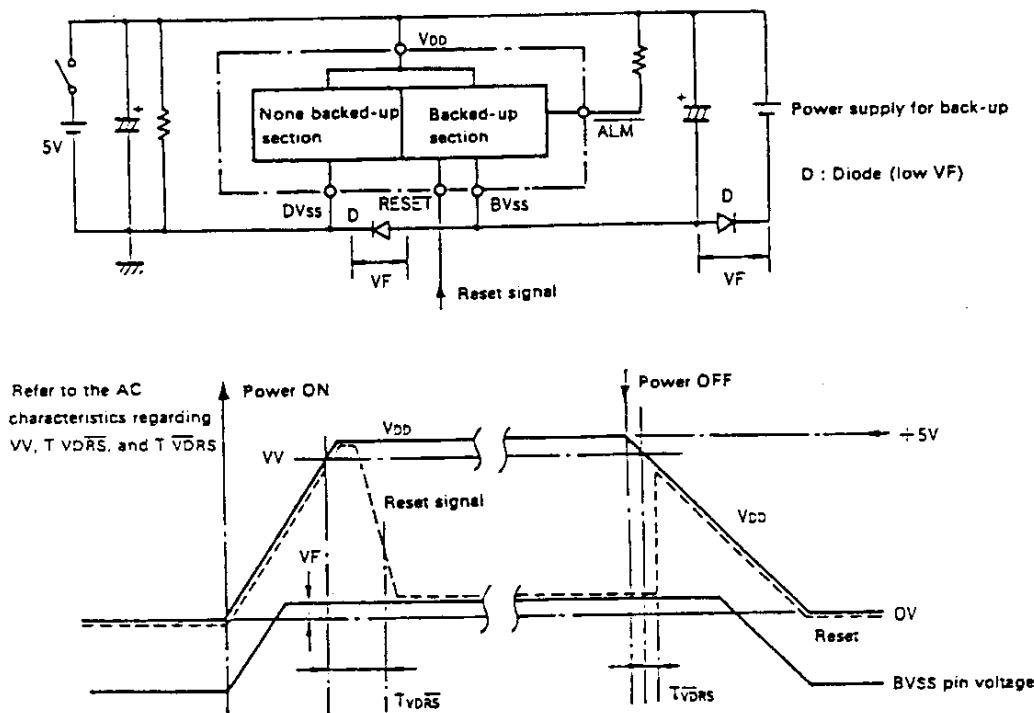 VDD
None backed-up
section
Backed-up
section
5V
ALM
Power supply for back-up
D : Diode (low VF)
DVSS
RESET
BVSS
D
D
VF
VF
Reset signal
Refer to the AC
characteristics regarding
VV, T VDRS, and T VDRS
Power ON
Power OFF
VDD
÷5V
VV
Reset signal
VDD
VF
0V
Reset
TVDRS
TVDRS
BVSS pin voltage